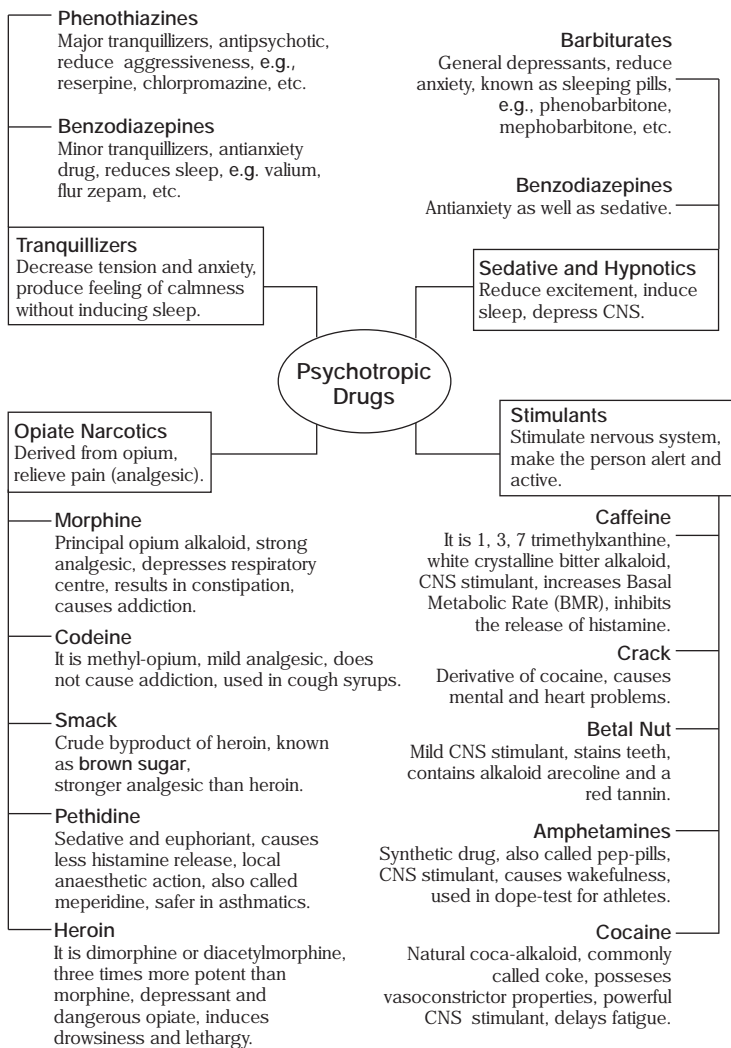 Phenothiazines
Major tranquillizers, antipsychotic,
reduce aggressiveness, e.g.,
reserpine, chlorpromazine, etc.
Benzodiazepines
Minor tranquillizers, antianxiety
drug, reduces sleep, e.g. valium,
flur zepam, etc.
Tranquillizers
Decrease tension and anxiety,
produce feeling of calmness
without inducing sleep.
Barbiturates
General depressants, reduce
anxiety, known as sleeping pills,
e.g., phenobarbitone,
mephobarbitone, etc.
Benzodiazepines
Antianxiety as well as sedative.
Sedative and Hypnotics
Reduce excitement, induce
sleep, depress CNS.
Psychotropic
Drugs
Opiate Narcotics
Derived from opium,
relieve pain (analgesic).
Morphine
Principal opium alkaloid, strong
analgesic, depresses respiratory
centre, results in constipation,
causes addiction.
Codeine
It is methyl-opium, mild analgesic, does
not cause addiction, used in cough syrups.
Smack
Crude byproduct of heroin, known
as brown sugar,
stronger analgesic than heroin.
Pethidine
Sedative and euphoriant, causes
less histamine release, local
anaesthetic action, also called
meperidine, safer in asthmatics.
Heroin
It is dimorphine or diacetylmorphine,
three times more potent than
morphine, depressant and
dangerous opiate, induces
drowsiness and lethargy.
Stimulants
Stimulate nervous system,
make the person alert and
active.
Caffeine
It is 1, 3, 7 trimethylxanthine,
white crystalline bitter alkaloid,
CNS stimulant, increases Basal
Metabolic Rate (BMR), inhibits
the release of histamine.
Crack
Derivative of cocaine, causes
mental and heart problems.
Betal Nut
Mild CNS stimulant, stains teeth,
contains alkaloid arecoline and a
red tannin.
Amphetamines
Synthetic drug, also called pep-pills,
CNS stimulant, causes wakefulness,
used in dope-test for athletes.
Cocaine
Natural coca-alkaloid, commonly
called coke, posseses
vasoconstrictor properties, powerful
CNS stimulant, delays fatigue.